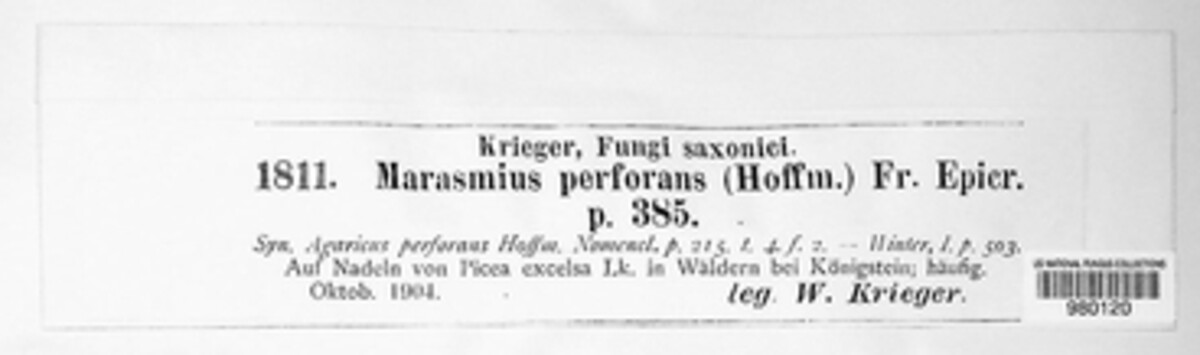 Krieger, Fungi saxonici.
1811. Marasmius perforans (Hoffm.) Fr. Epicr.
p. 385.
Syn. Agaricus perforans Hoffm. Nomencl. p. 215. t. 4. f. 2. — Winter, l. p. 503.
Auf Nadeln von Picea excelsa Lk. in Wäldern bei Königstein; häufig.
Oktob. 1904.
leg. W. Krieger.
US NATIONAL FUNGUS COLLECTIONS
980120